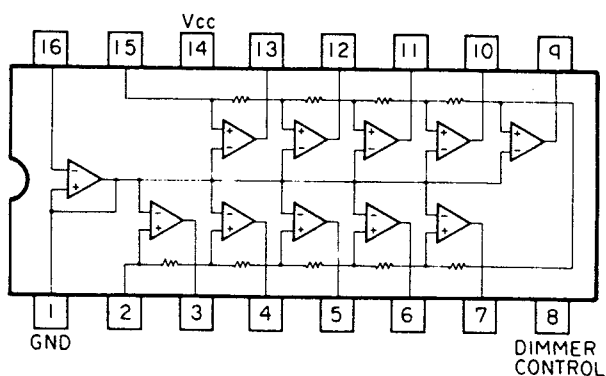 Vcc
16 15 14 13 12 11 10 9
- +
+ - + - + - + - + -
- + - + - + - + - +
1 2 3 4 5 6 7 8
GND DIMMER
CONTROL